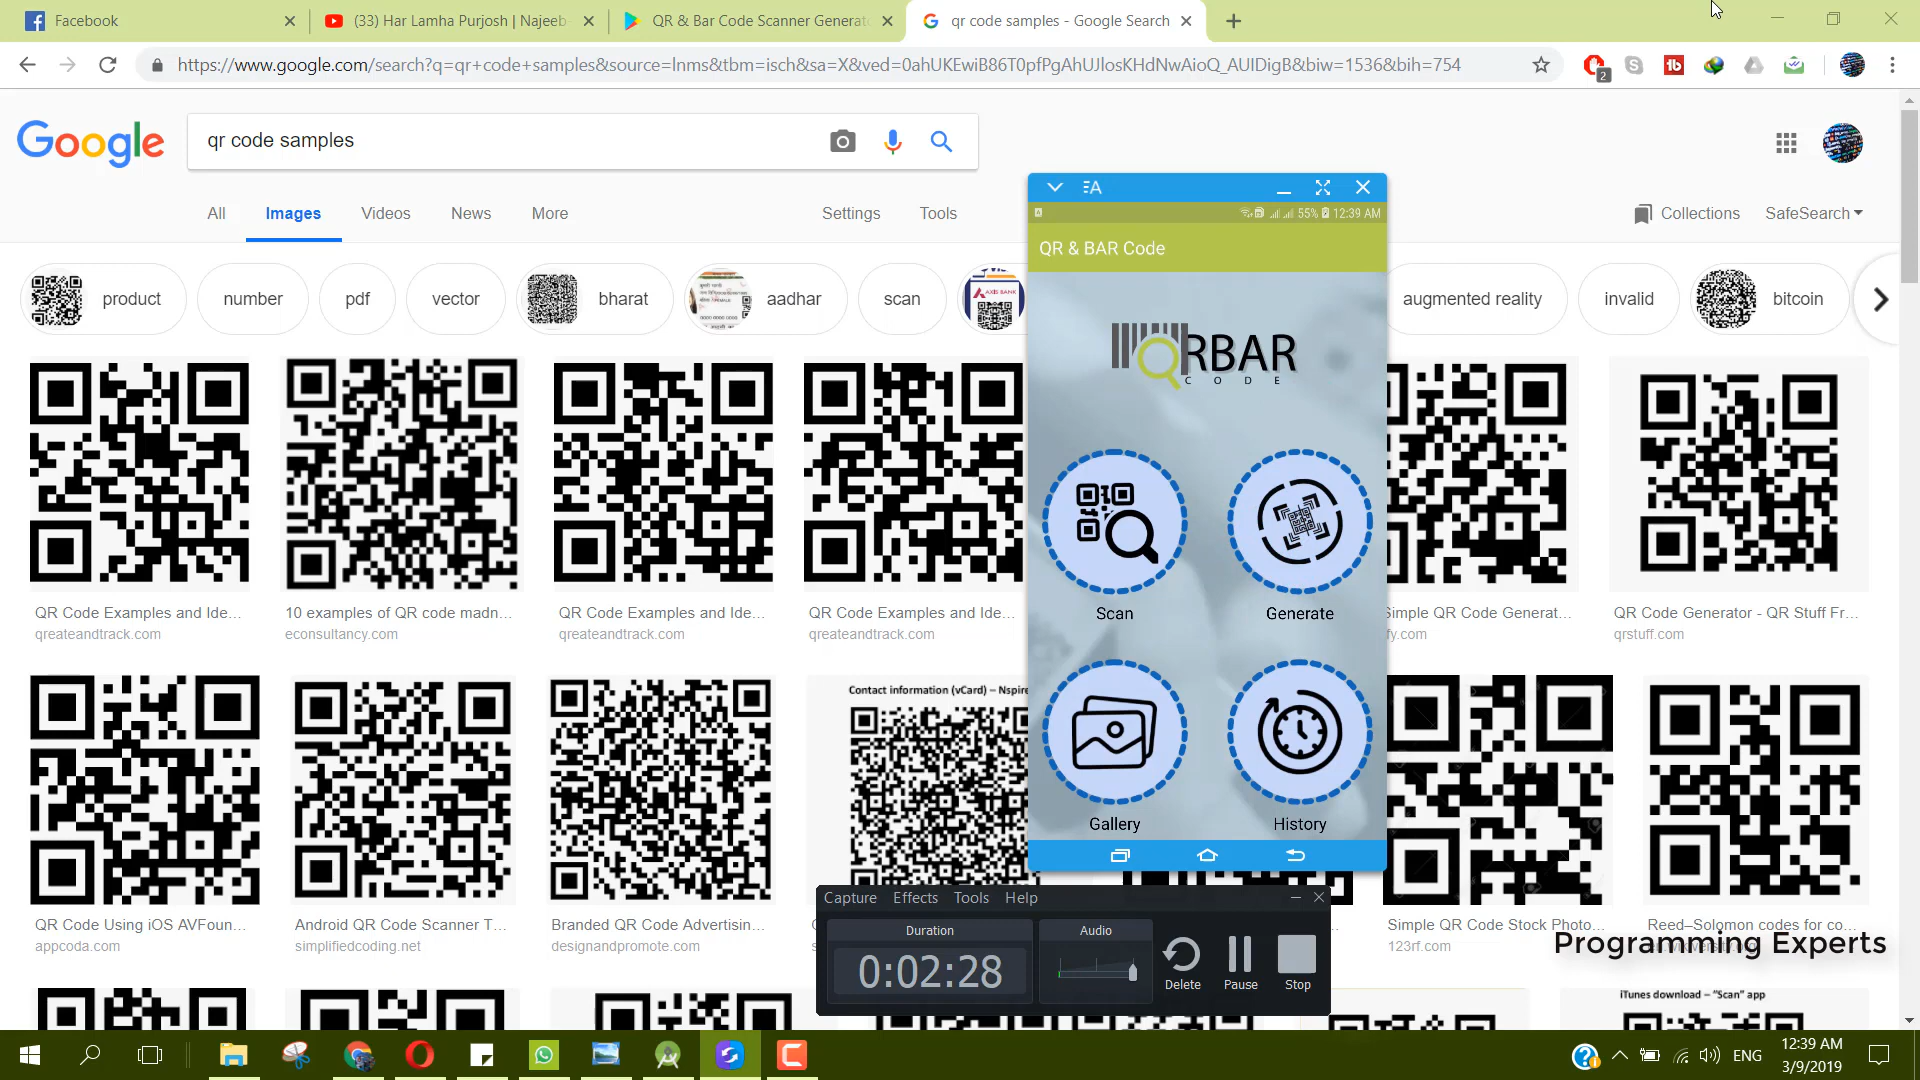 Facebook
(33) Har Lamha Purjosh | Najeeb
QR & Bar Code Scanner Generat
qr code samples - Google Search
https://www.google.com/search?q=qr+code+samples&source=lnms&tbm=isch&sa=X&ved=0ahUKEwiB86T0pfPgAhUJlosKHdNwAioQ_AUIDigB&biw=1536&bih=754
2
Google
qr code samples
All
Images
Videos
News
More
Settings
Tools
Collections
SafeSearch
product
number
pdf
vector
bharat
aadhar
scan
AXIS BANK
augmented reality
invalid
bitcoin
55%
12:39 AM
QR & BAR Code
QRBAR
CODE
Scan
Generate
Gallery
History
QR Code Examples and Ide...
qreateandtrack.com
10 examples of QR code madn...
econsultancy.com
QR Code Examples and Ide...
qreateandtrack.com
QR Code Examples and Ide...
qreateandtrack.com
Simple QR Code Generat...
fy.com
QR Code Generator - QR Stuff Fr...
qrstuff.com
Contact information (vCard) – Nspire
QR Code Using iOS AVFoun...
appcoda.com
Android QR Code Scanner T...
simplifiedcoding.net
Branded QR Code Advertisin...
designandpromote.com
Simple QR Code Stock Photo...
123rf.com
Reed–Solomon codes for co...
Programming Experts
iTunes download – "Scan" app
Capture
Effects
Tools
Help
Duration
0:02:28
Audio
Delete
Pause
Stop
ENG
12:39 AM
3/9/2019